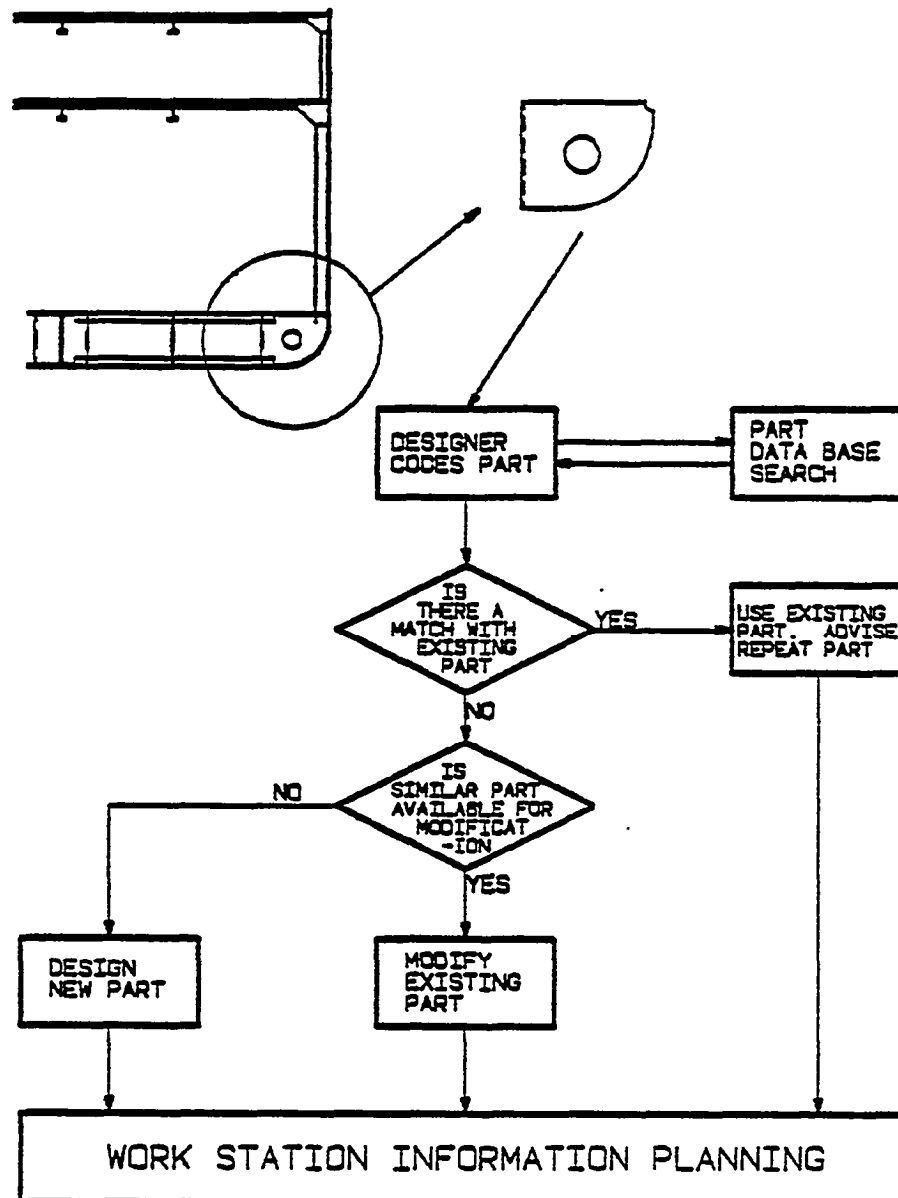 DESIGNER
CODES PART
PART
DATA BASE
SEARCH
IS
THERE A
MATCH WITH
EXISTING
PART
YES
USE EXISTING
PART. ADVISE
REPEAT PART
NO
IS
SIMILAR PART
AVAILABLE FOR
MODIFICAT
-ION
NO
YES
DESIGN
NEW PART
MODIFY
EXISTING
PART
WORK STATION INFORMATION PLANNING